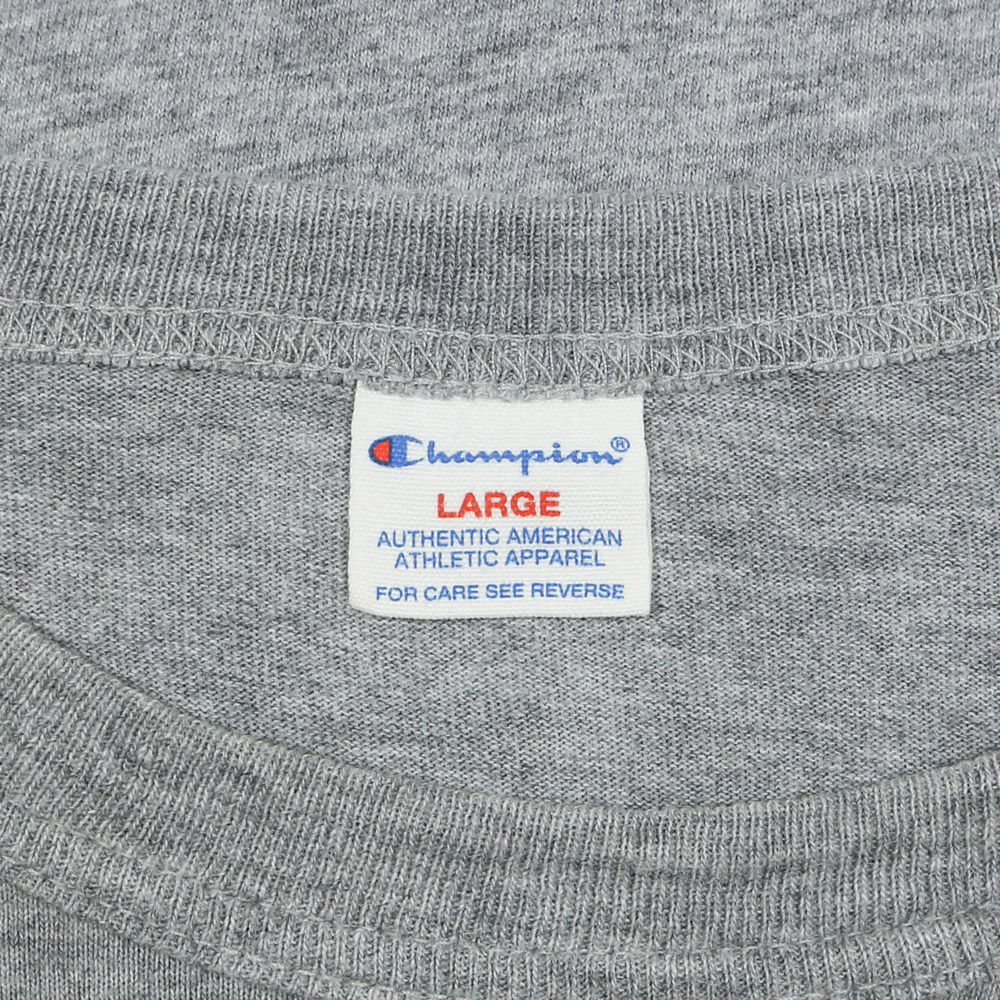 Champion®
LARGE
AUTHENTIC AMERICAN
ATHLETIC APPAREL
FOR CARE SEE REVERSE